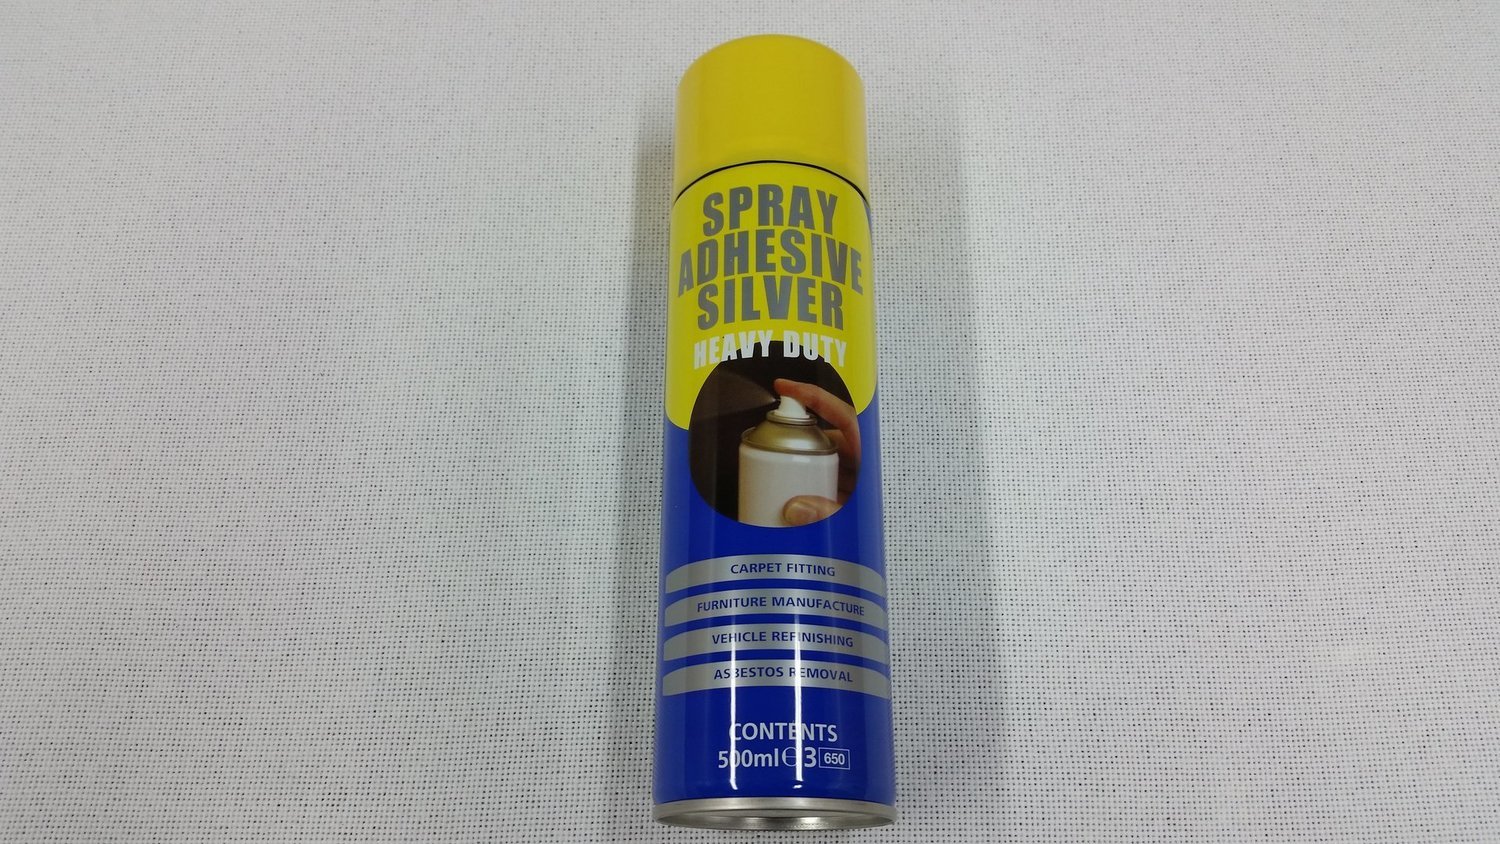 SPRAY
ADHESIVE
SILVER
HEAVY DUTY
CARPET FITTING
FURNITURE MANUFACTURE
VEHICLE REFINISHING
ASBESTOS REMOVAL
CONTENTS
500ml℮3 650